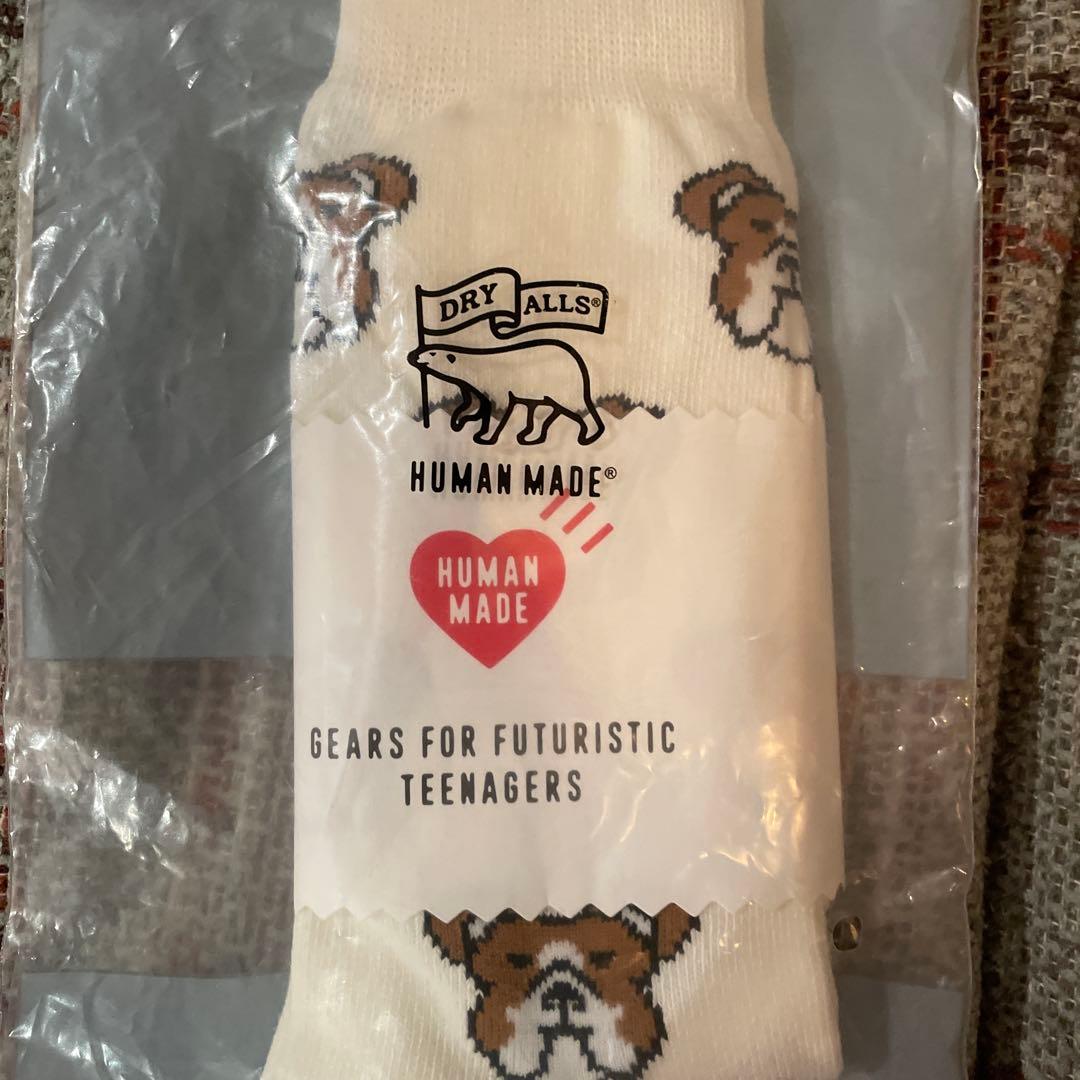 DRY ALLS®
HUMAN MADE®
HUMAN
MADE
GEARS FOR FUTURISTIC
TEENAGERS